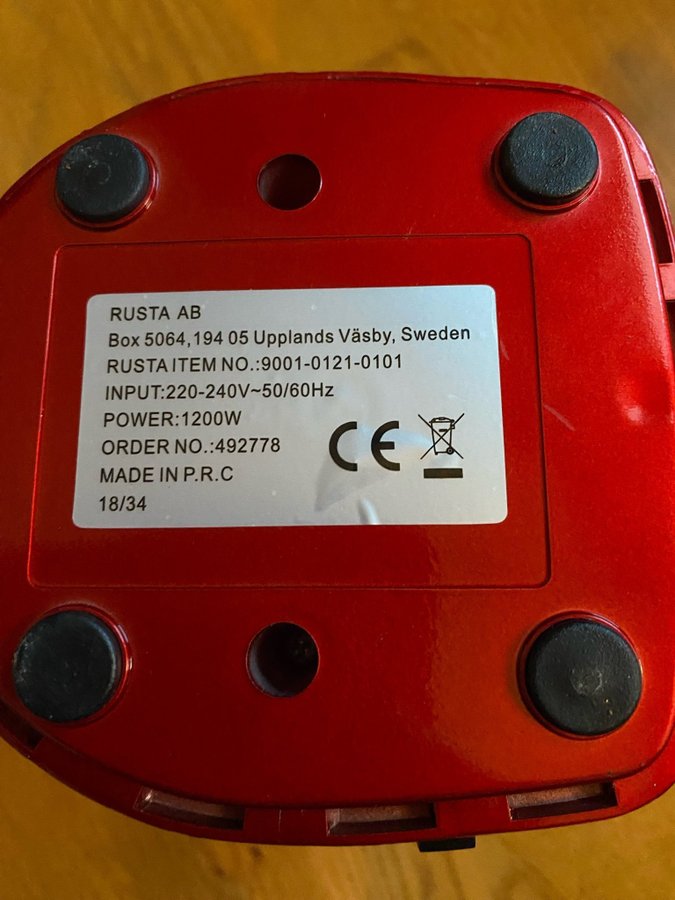 RUSTA AB
Box 5064,194 05 Upplands Väsby, Sweden
RUSTA ITEM NO.:9001-0121-0101
INPUT:220-240V~50/60Hz
POWER:1200W
ORDER NO.:492778
MADE IN P.R.C
18/34
CE